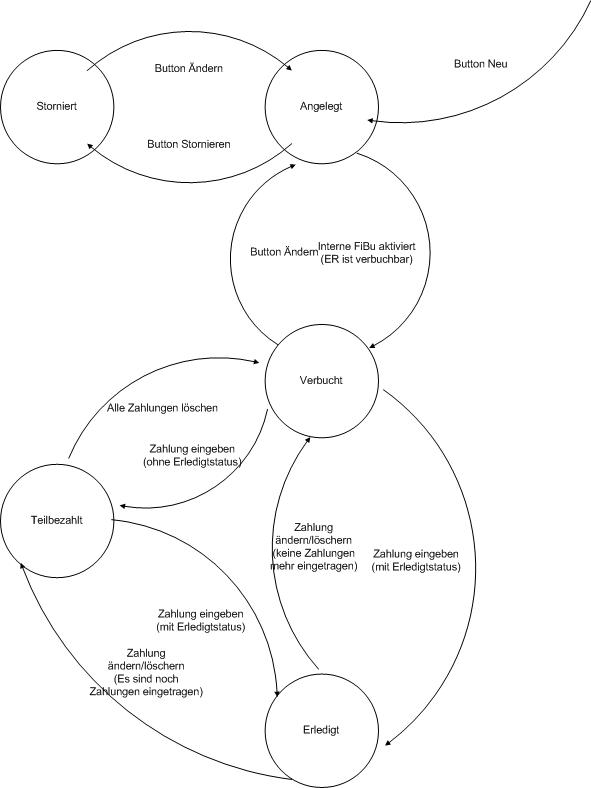 Button Neu
Button Ändern
Storniert
Angelegt
Button Stornieren
Button Ändern
Interne FiBu aktiviert
(ER ist verbuchbar)
Verbucht
Alle Zahlungen löschen
Zahlung eingeben
(ohne Erledigtstatus)
Teilbezahlt
Zahlung
ändern/löschern
(keine Zahlungen
mehr eingetragen)
Zahlung eingeben
(mit Erledigtstatus)
Zahlung eingeben
(mit Erledigtstatus)
Zahlung
ändern/löschern
(Es sind noch
Zahlungen eingetragen)
Erledigt